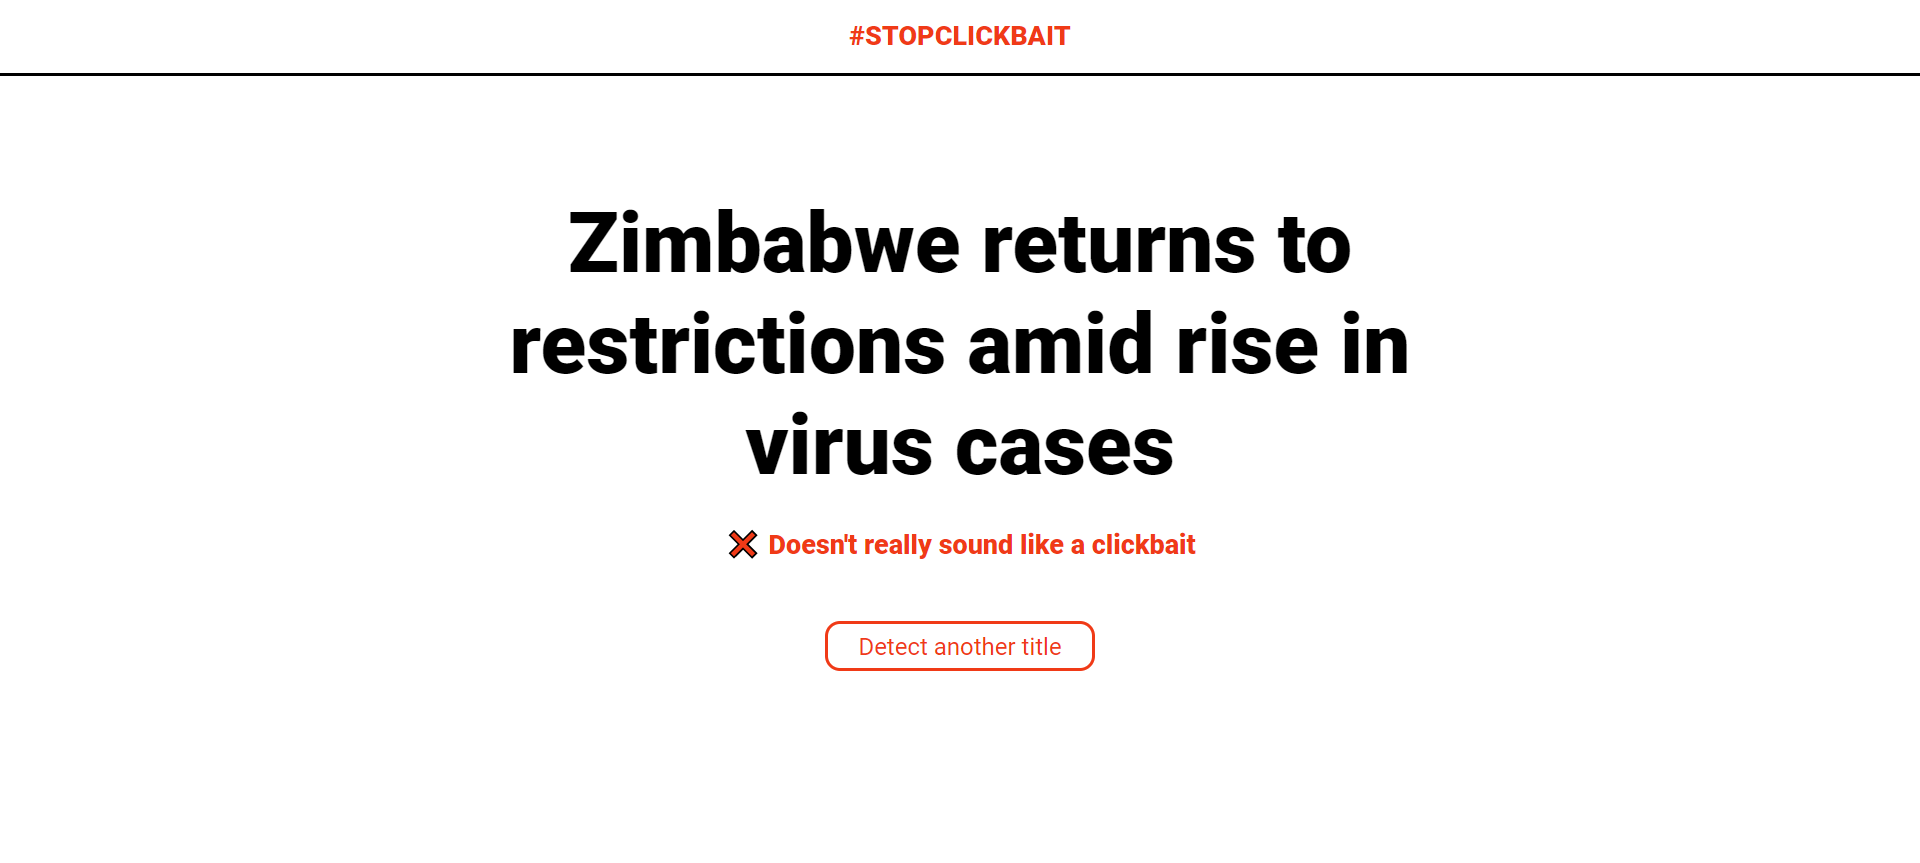 #STOPCLICKBAIT
Zimbabwe returns to
restrictions amid rise in
virus cases
Doesn't really sound like a clickbait
Detect another title